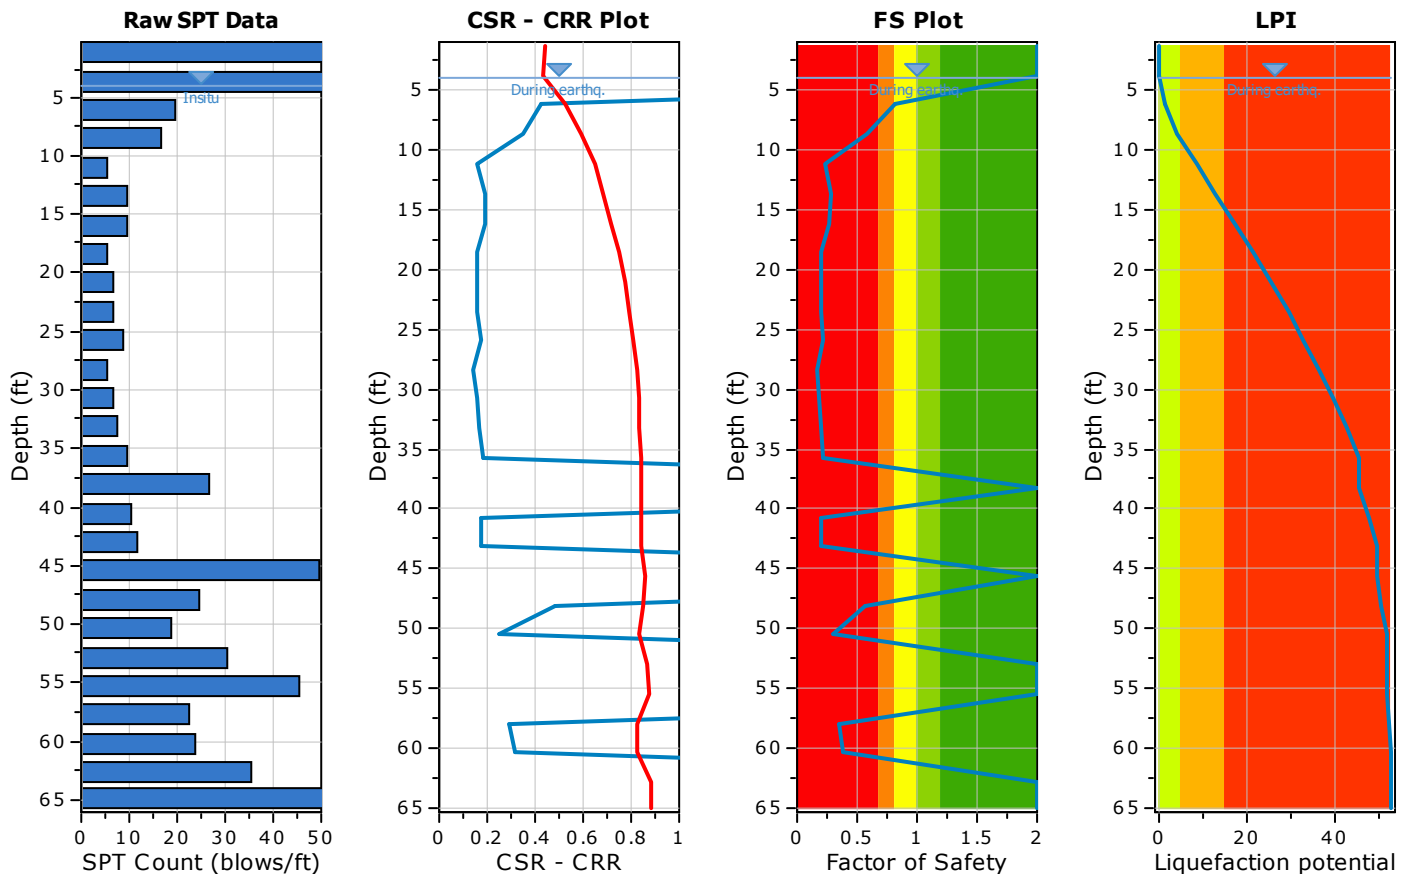 Raw SPT Data
Insitu
5
10
15
20
25
30
35
40
45
50
55
60
65
Depth (ft)
0 10 20 30 40 50
SPT Count (blows/ft)
CSR - CRR Plot
During earthq.
5
10
15
20
25
30
35
40
45
50
55
60
65
Depth (ft)
0 0.2 0.4 0.6 0.8 1
CSR - CRR
FS Plot
During earthq.
5
10
15
20
25
30
35
40
45
50
55
60
65
Depth (ft)
0 0.5 1 1.5 2
Factor of Safety
LPI
During earthq.
5
10
15
20
25
30
35
40
45
50
55
60
65
Depth (ft)
0 20 40
Liquefaction potential